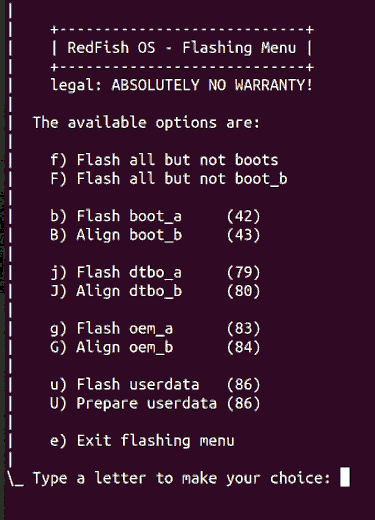 +----------------------------+
| RedFish OS - Flashing Menu |
+----------------------------+
legal: ABSOLUTELY NO WARRANTY!
The available options are:
f) Flash all but not boots
F) Flash all but not boot_b
b) Flash boot_a (42)
B) Align boot_b (43)
j) Flash dtbo_a (79)
J) Align dtbo_b (80)
g) Flash oem_a (83)
G) Align oem_b (84)
u) Flash userdata (86)
U) Prepare userdata (86)
e) Exit flashing menu
\_ Type a letter to make your choice: